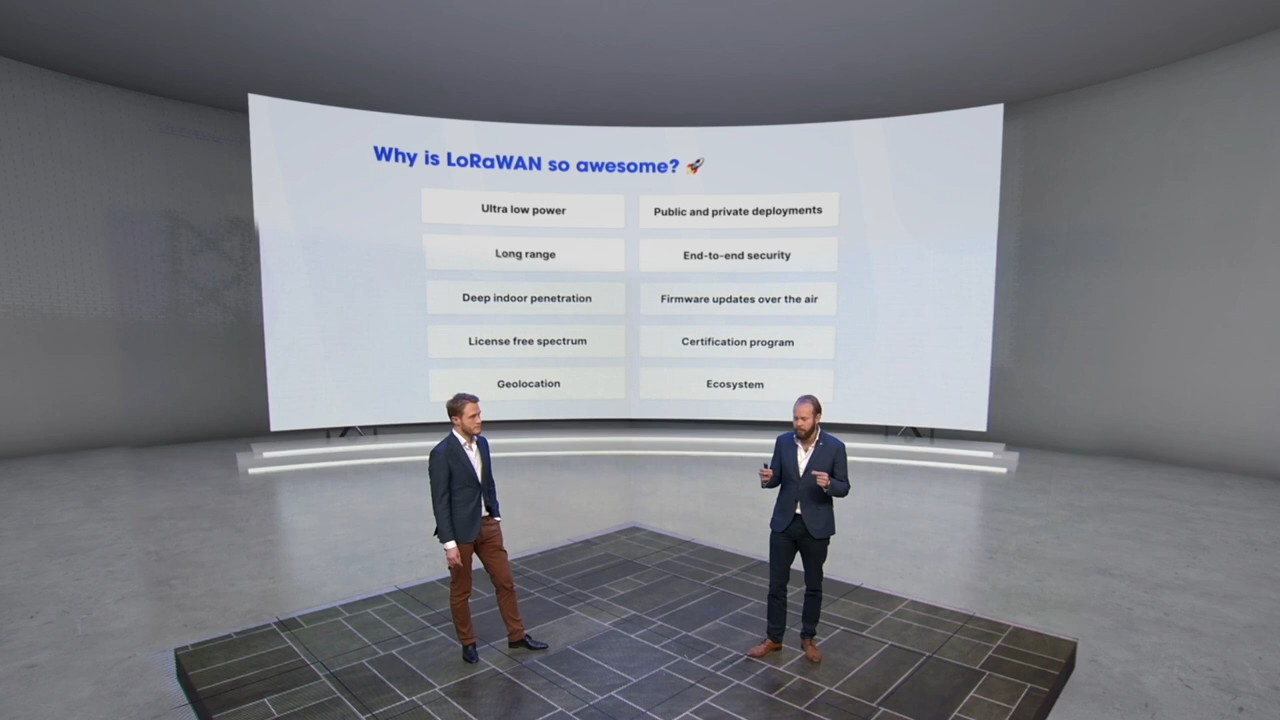 Why is LoRaWAN so awesome? 🚀
Ultra low power
Public and private deployments
Long range
End-to-end security
Deep indoor penetration
Firmware updates over the air
License free spectrum
Certification program
Geolocation
Ecosystem